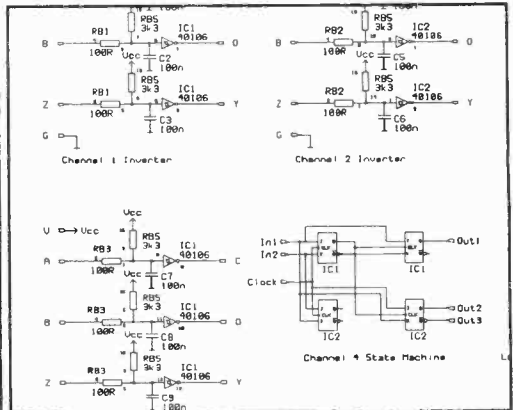 RB5
3k3
IC1
40106
B
RB1
100R
O
C2
100n
Vcc
RB5
3k3
IC1
40106
Z
RB1
100R
Y
C3
100n
G
Channel 1 Inverter
RB5
3k3
IC2
40106
B
RB2
100R
O
C5
100n
Vcc
RB5
3k3
IC2
40106
Z
RB2
100R
Y
C6
100n
G
Channel 2 Inverter
V
Vcc
Vcc
RB5
3k3
IC1
40106
A
RB3
100R
C
C7
100n
Vcc
RB5
3k3
IC1
40106
B
RB3
100R
O
C8
100n
Vcc
RB5
3k3
IC1
40106
Z
RB3
100R
Y
C9
100n
In1
In2
Clock
IC1
IC1
IC2
IC2
Out1
Out2
Out3
Channel 4 State Machine